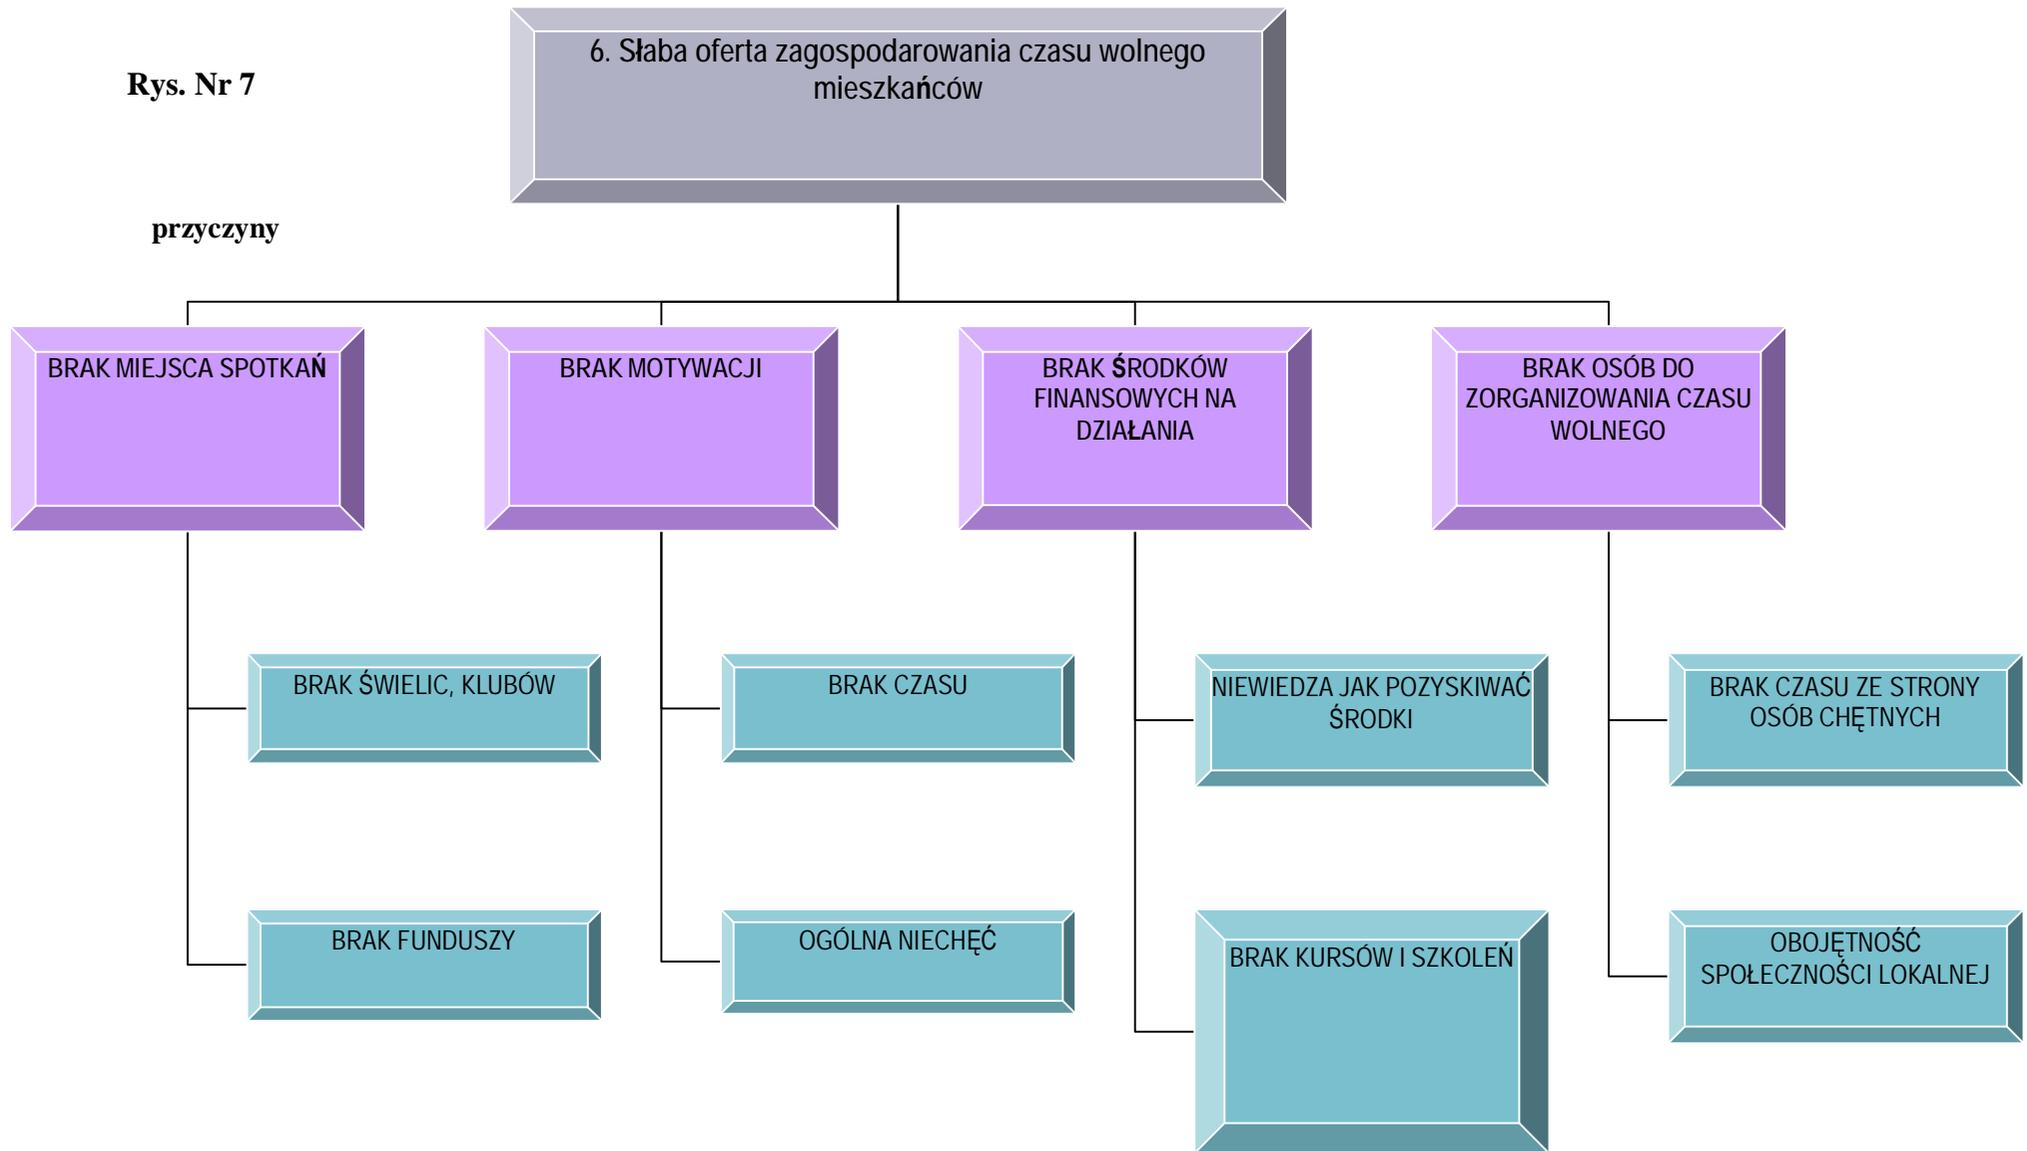 Rys. Nr 7
6. Słaba oferta zagospodarowania czasu wolnego
mieszkańców
przyczyny
BRAK MIEJSCA SPOTKAŃ
BRAK MOTYWACJI
BRAK ŚRODKÓW
FINANSOWYCH NA
DZIAŁANIA
BRAK OSÓB DO
ZORGANIZOWANIA CZASU
WOLNEGO
BRAK ŚWIELIC, KLUBÓW
BRAK CZASU
NIEWIEDZA JAK POZYSKIWAĆ
ŚRODKI
BRAK CZASU ZE STRONY
OSÓB CHĘTNYCH
BRAK FUNDUSZY
OGÓLNA NIECHĘĆ
BRAK KURSÓW I SZKOLEŃ
OBOJĘTNOŚĆ
SPOŁECZNOŚCI LOKALNEJ